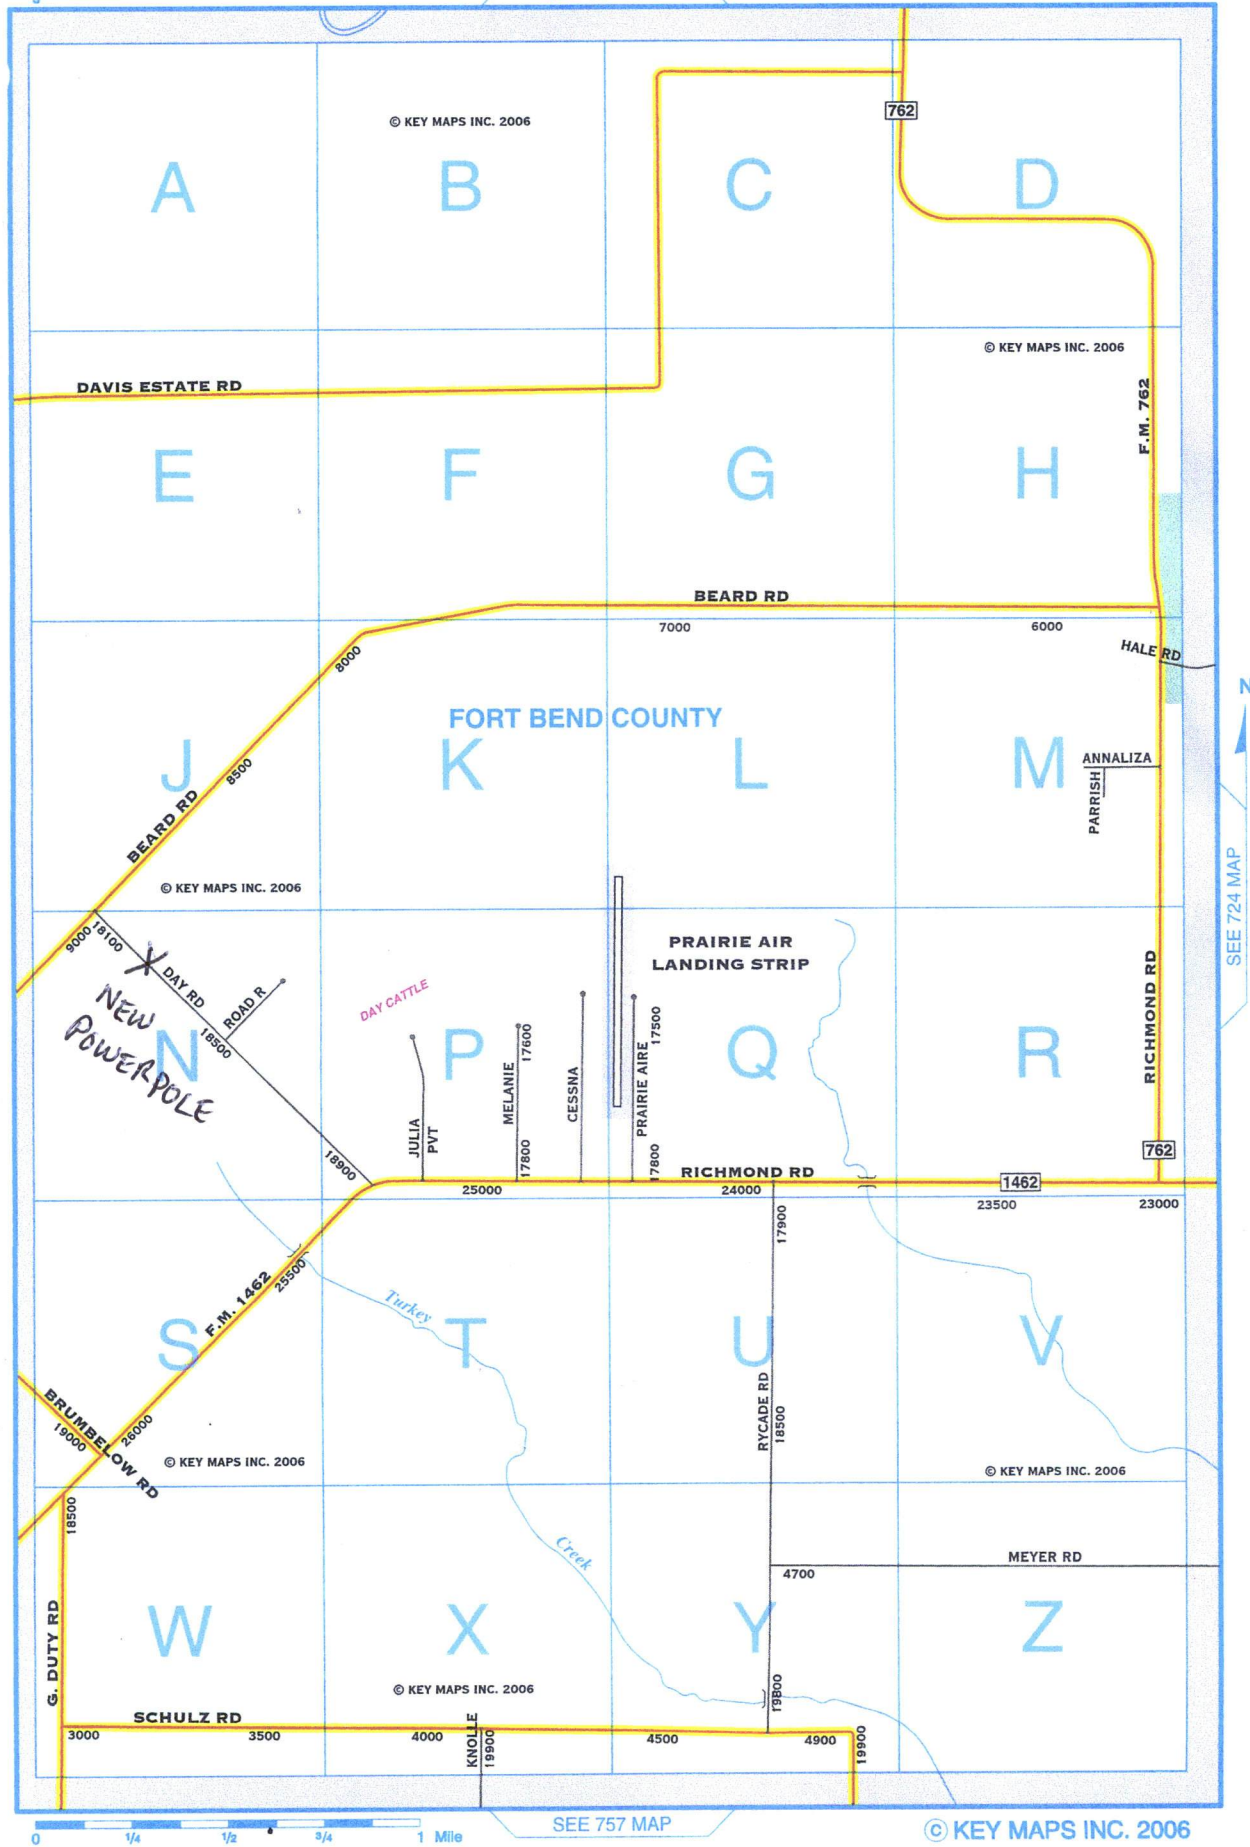 © KEY MAPS INC. 2006
762
A
B
C
D
© KEY MAPS INC. 2006
DAVIS ESTATE RD
F.M. 762
E
F
G
H
BEARD RD
7000
6000
HALE RD
8000
N
FORT BEND COUNTY
J
K
L
M
ANNALIZA
PARRISH
8500
BEARD RD
SEE 724 MAP
© KEY MAPS INC. 2006
9000
18100
X
DAY RD
NEW
POWERPOLE
ROAD R
18500
DAY CATTLE
PRAIRIE AIR
LANDING STRIP
N
P
Q
R
17600
17500
MELANIE
CESSNA
PRAIRIE AIRE
RICHMOND RD
JULIA
PVT
17800
17800
18900
762
RICHMOND RD
25000
24000
1462
23500
23000
17900
25500
F.M. 1462
Turkey
S
T
U
V
RYCADE RD
18500
BRUMBELOW RD
19000
26000
© KEY MAPS INC. 2006
© KEY MAPS INC. 2006
18500
Creek
MEYER RD
4700
W
X
Y
Z
G. DUTY RD
© KEY MAPS INC. 2006
19800
SCHULZ RD
3000
3500
4000
KNOLLE
19900
4500
4900
19900
0
1/4
1/2
3/4
1 Mile
SEE 757 MAP
© KEY MAPS INC. 2006